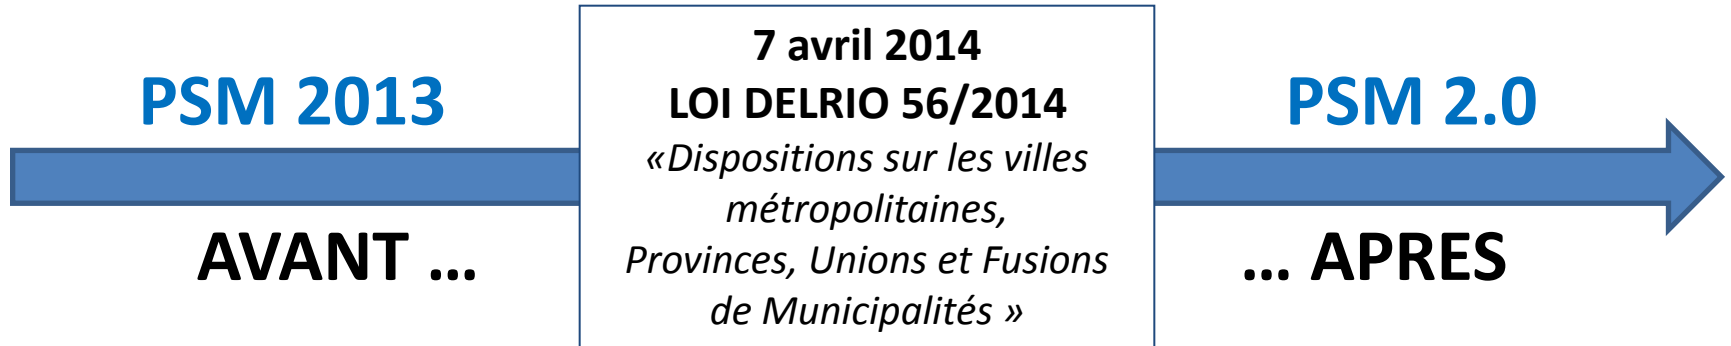 PSM 2013
AVANT ...
7 avril 2014
LOI DELRIO 56/2014
«Dispositions sur les villes
métropolitaines,
Provinces, Unions et Fusions
de Municipalités »
PSM 2.0
... APRES